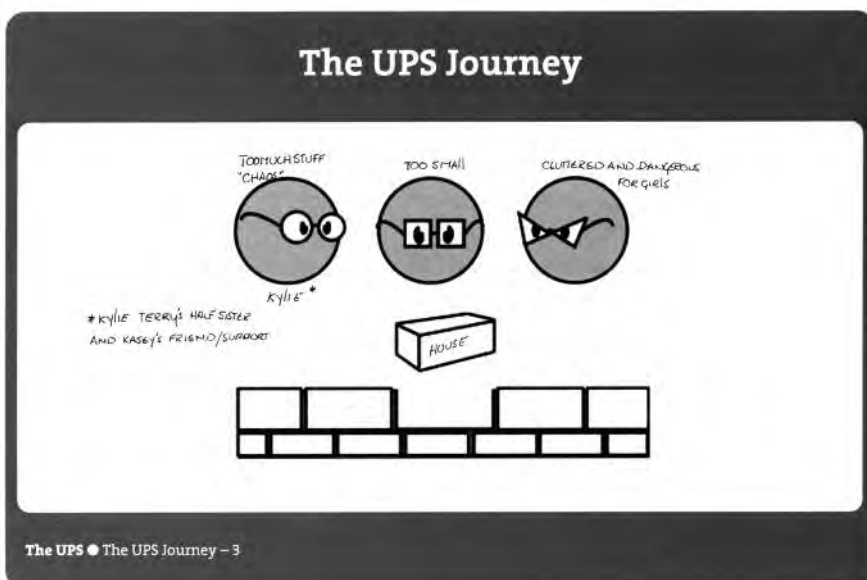 The UPS Journey
TOO MUCH STUFF
"CHAOS"
TOO SMALL
CLUTTERED AND DANGEROUS
FOR GIRLS
KYLIE *
* KYLIE TERRY'S HALF SISTER
AND KASEY'S FRIEND/SUPPORT
HOUSE
The UPS ● The UPS Journey – 3